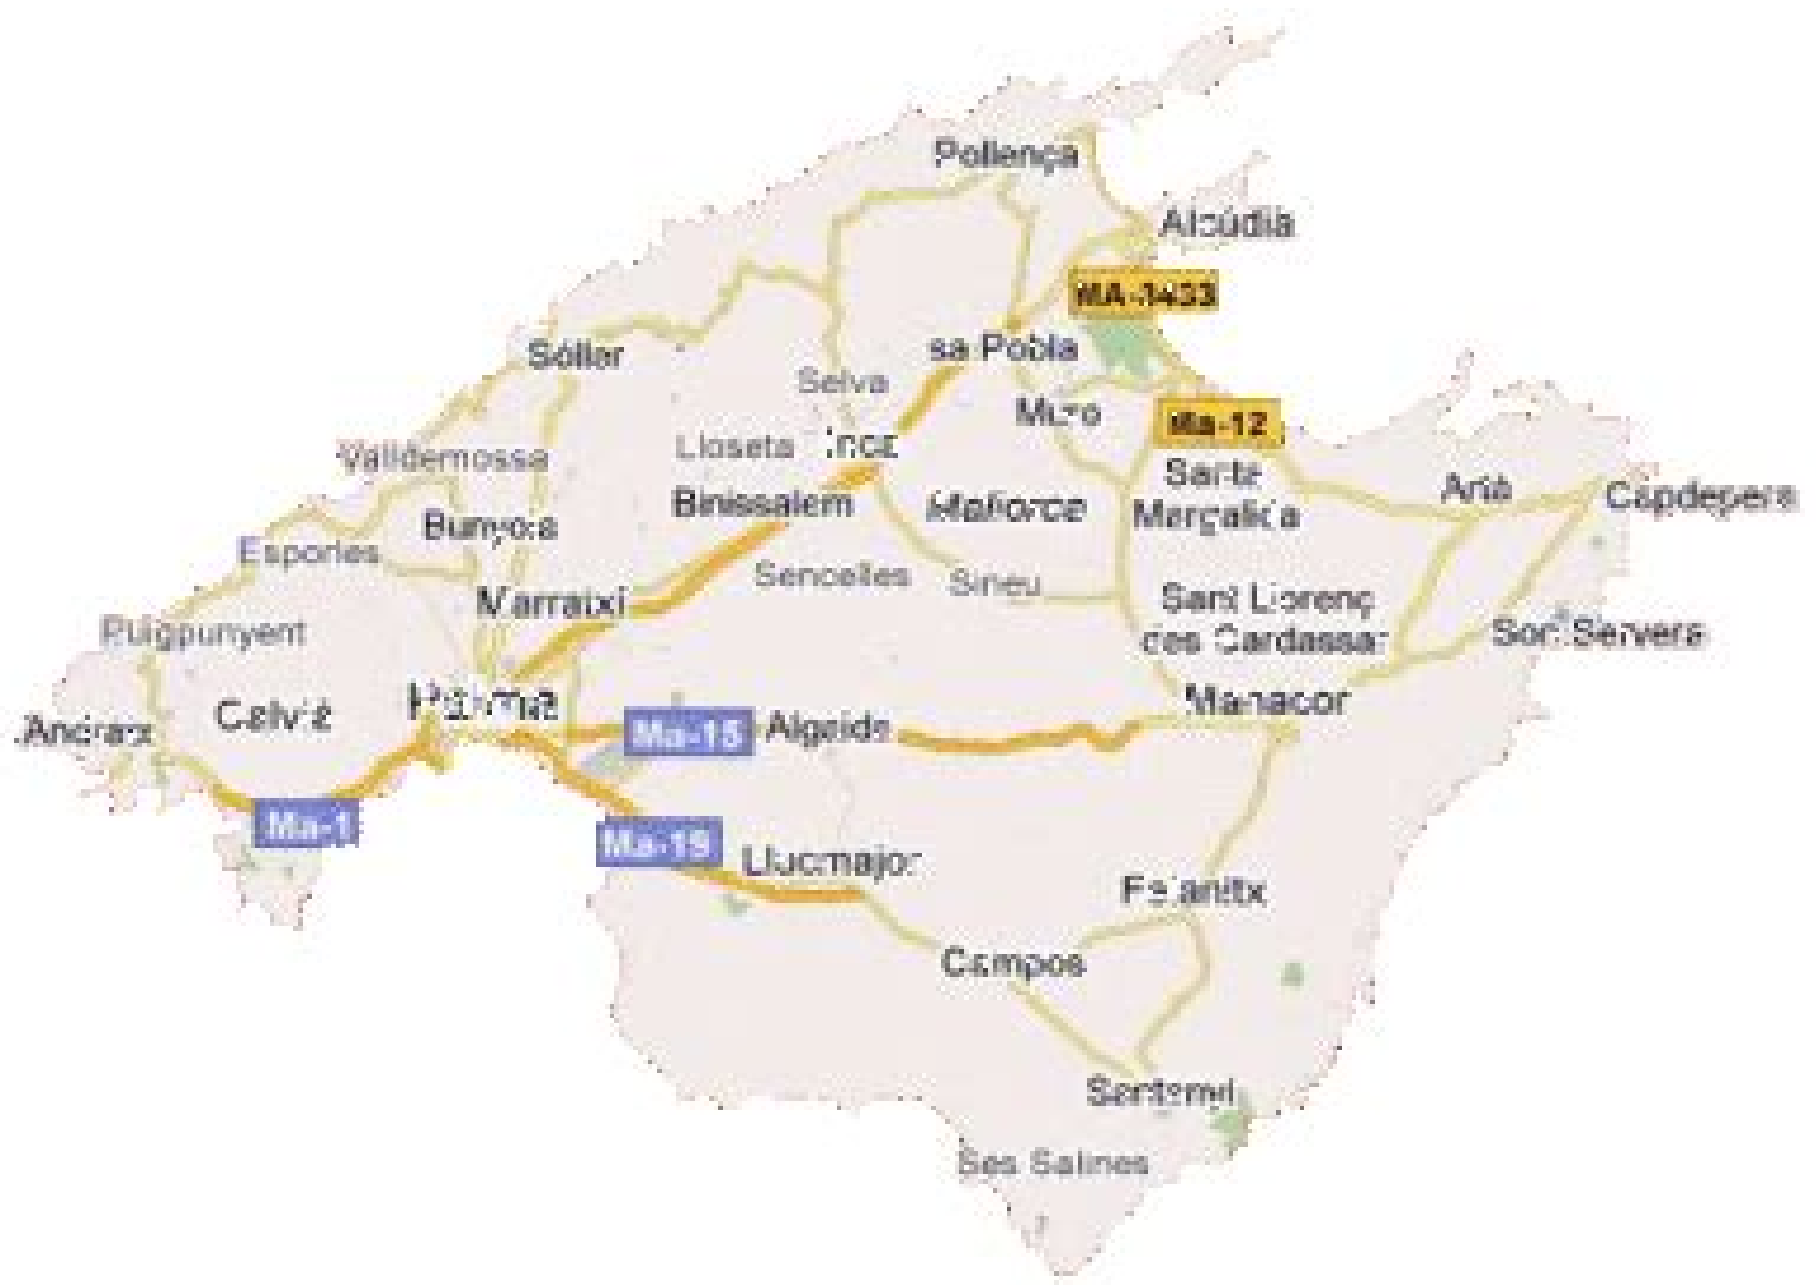 Pollença
Alcúdia
MA-3433
Sóller
sa Pobla
Selva
Muro
Ma-12
Valldemossa
Lloseta
Inca
Santa
Margalida
Artà
Capdepera
Binissalem
Mallorca
Bunyola
Esporles
Sencelles
Sineu
Marratxí
Sant Llorenç
des Cardassar
Son Servera
Puigpunyent
Palma
Manacor
Andratx
Calvià
Ma-15
Algaida
Ma-1
Ma-19
Llucmajor
Felanitx
Campos
Santanyí
Ses Salines